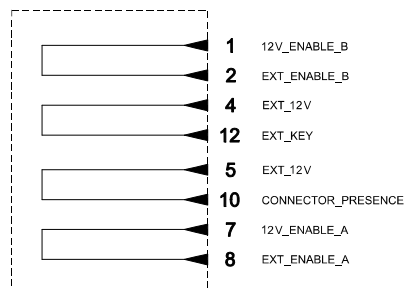 1 12V_ENABLE_B
2 EXT_ENABLE_B
4 EXT_12V
12 EXT_KEY
5 EXT_12V
10 CONNECTOR_PRESENCE
7 12V_ENABLE_A
8 EXT_ENABLE_A